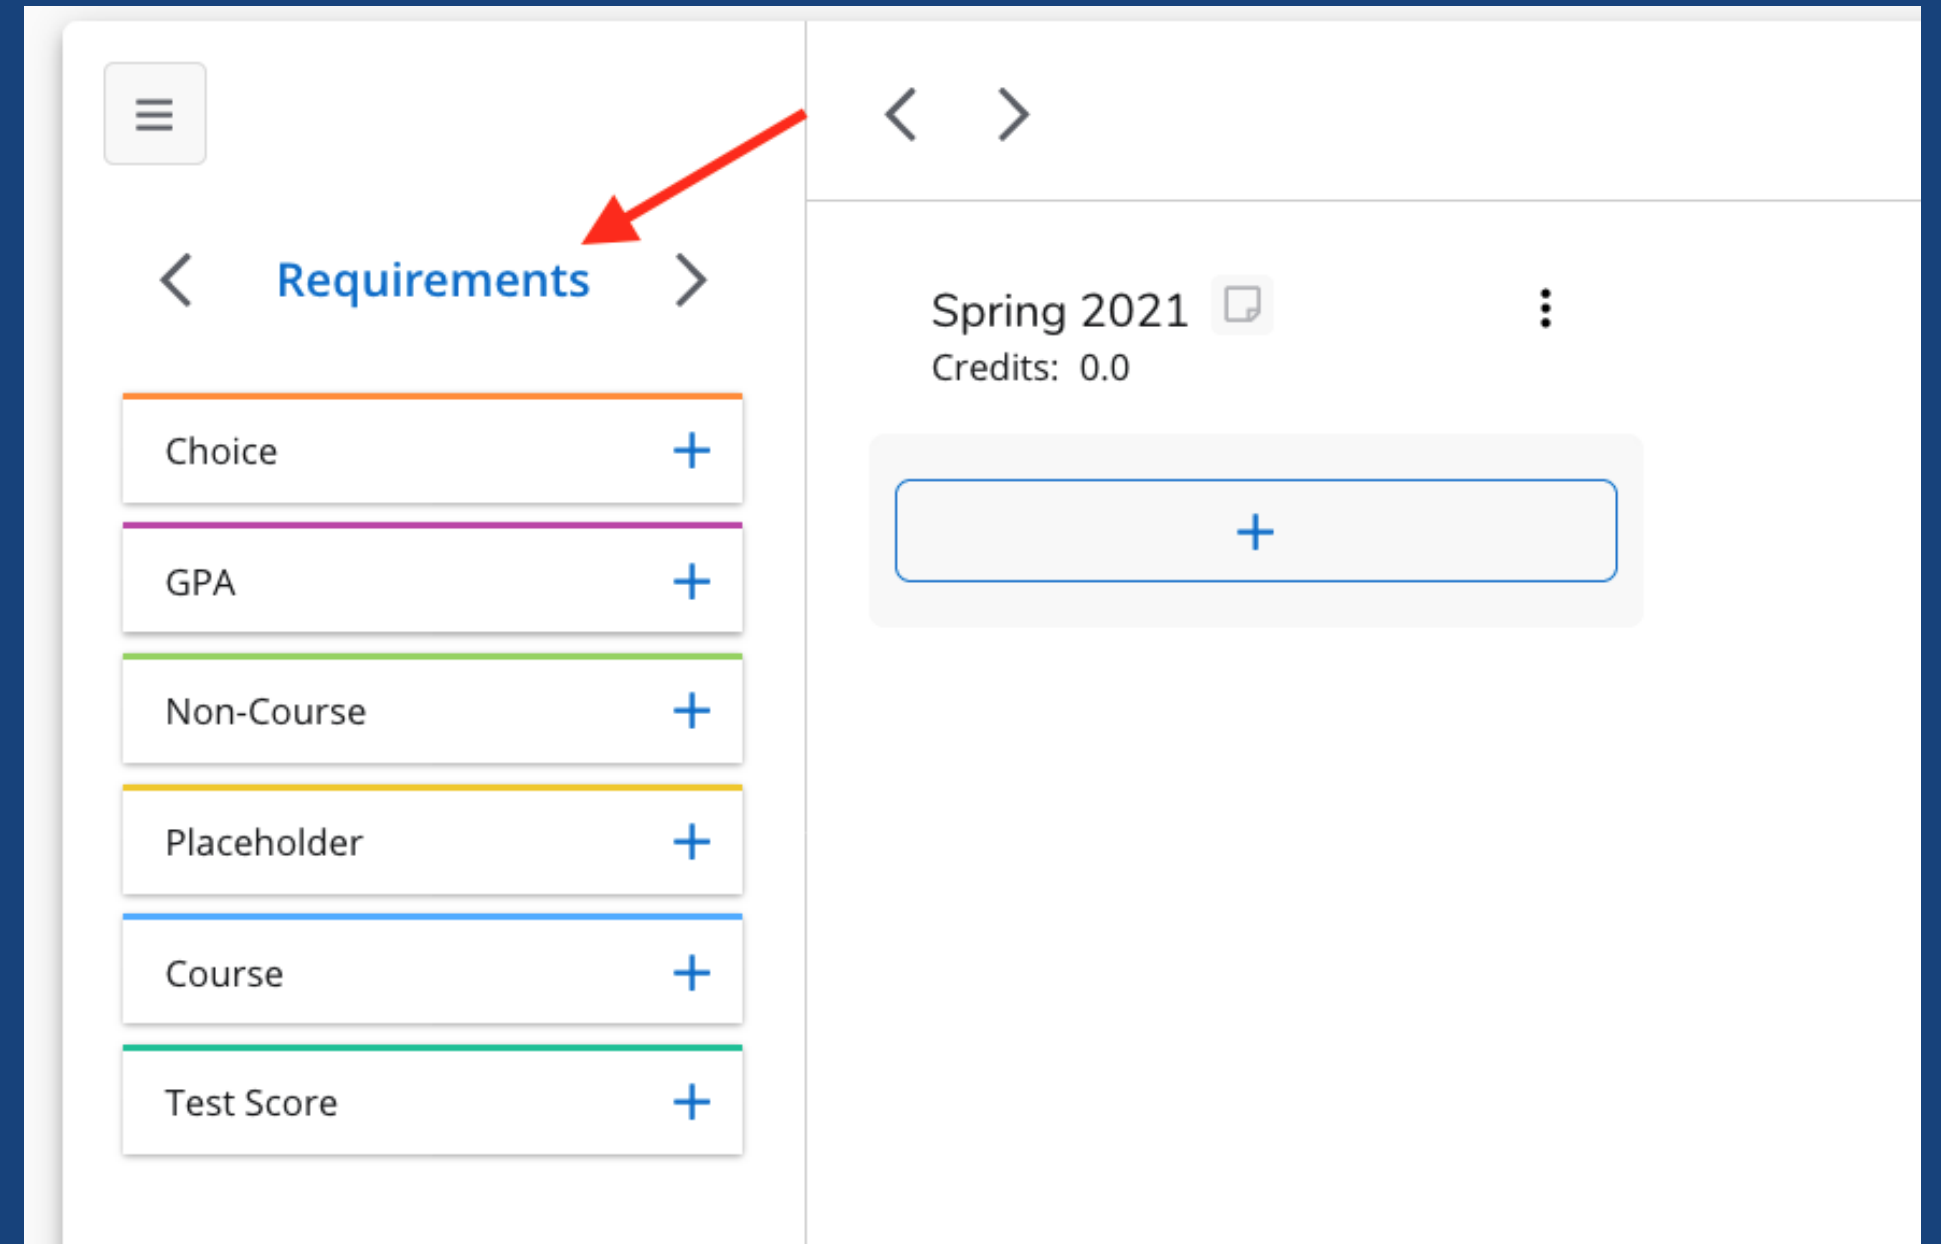 Requirements
Choice
GPA
Non-Course
Placeholder
Course
Test Score
Spring 2021
Credits: 0.0